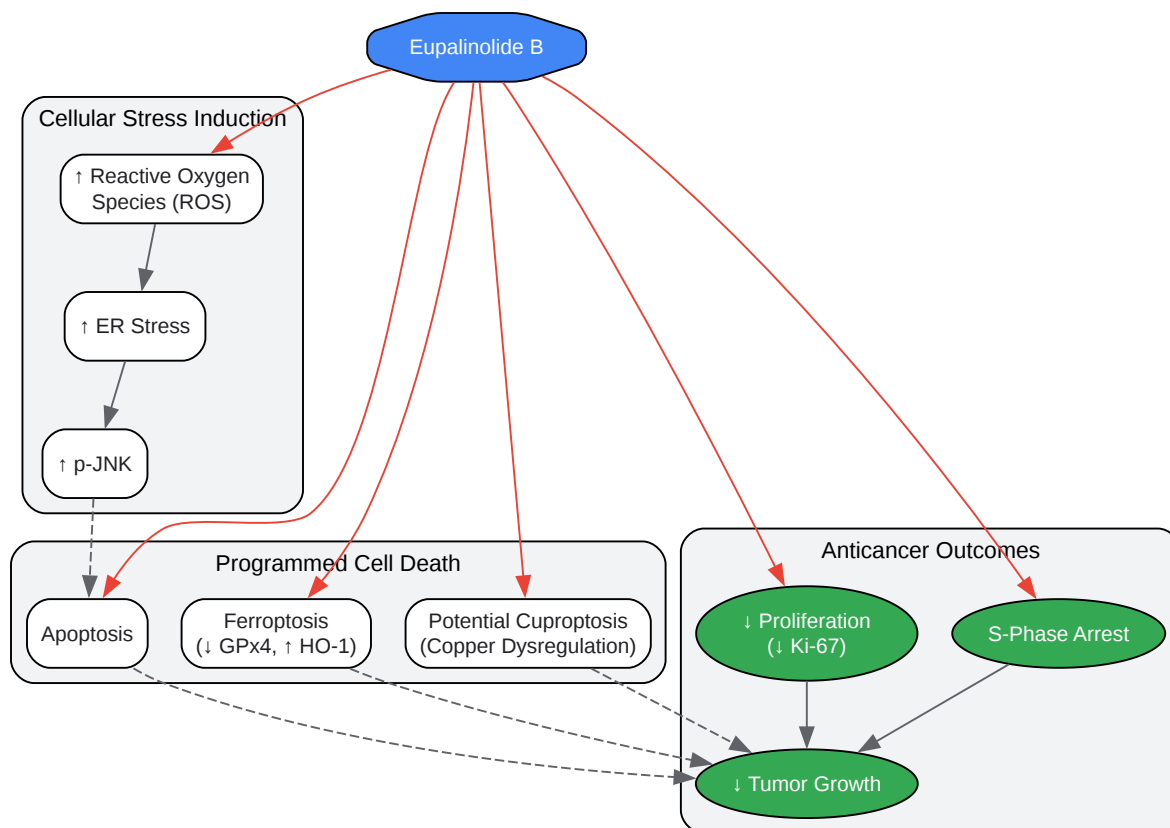 Eupalinolide B
Cellular Stress Induction
↑ Reactive Oxygen
Species (ROS)
↑ ER Stress
↑ p-JNK
Programmed Cell Death
Apoptosis
Ferroptosis
(↓ GPx4, ↑ HO-1)
Potential Cuproptosis
(Copper Dysregulation)
Anticancer Outcomes
↓ Proliferation
(↓ Ki-67)
S-Phase Arrest
↓ Tumor Growth